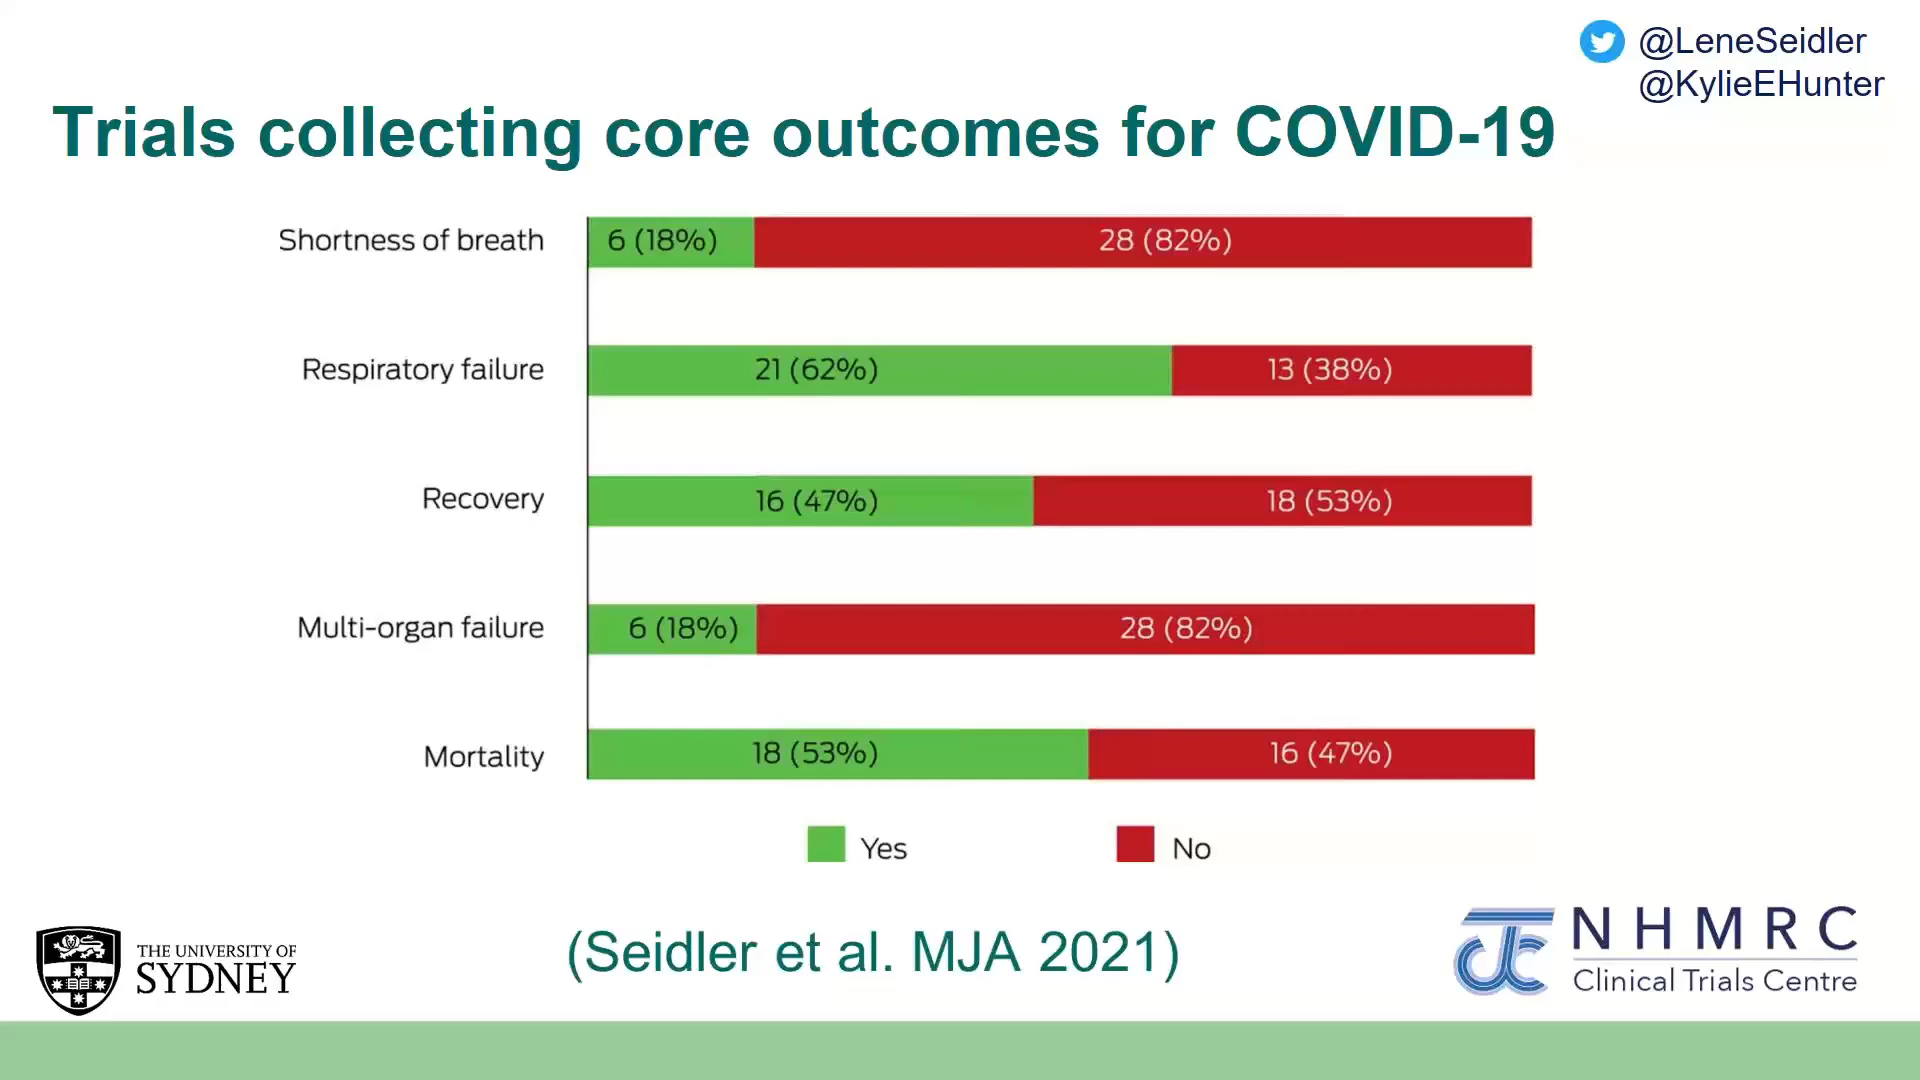 @LeneSeidler
@KylieEHunter
Trials collecting core outcomes for COVID-19
Shortness of breath
6 (18%)
28 (82%)
Respiratory failure
21 (62%)
13 (38%)
Recovery
16 (47%)
18 (53%)
Multi-organ failure
6 (18%)
28 (82%)
Mortality
18 (53%)
16 (47%)
Yes
No
THE UNIVERSITY OF
SYDNEY
(Seidler et al. MJA 2021)
NHMRC
Clinical Trials Centre